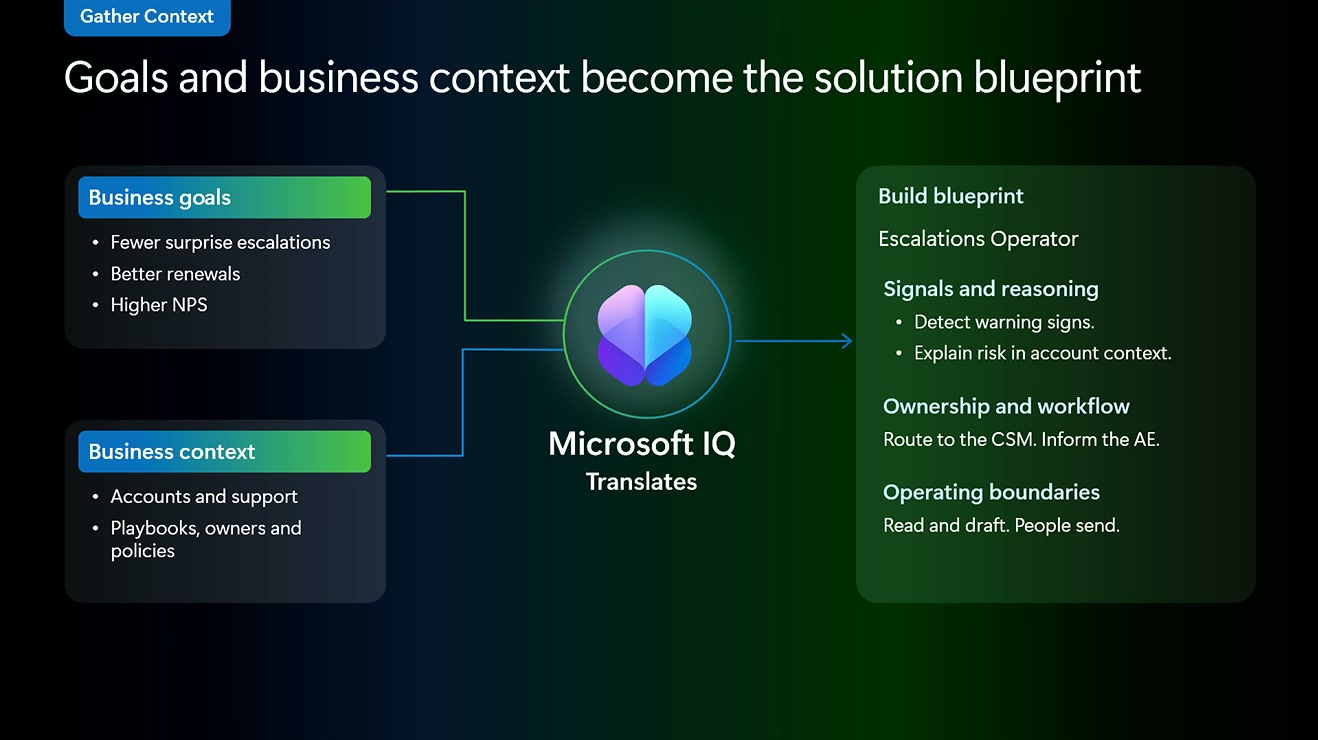 Gather Context
Goals and business context become the solution blueprint
Business goals
• Fewer surprise escalations
• Better renewals
• Higher NPS
Business context
• Accounts and support
• Playbooks, owners and
policies
Microsoft IQ
Translates
Build blueprint
Escalations Operator
Signals and reasoning
• Detect warning signs.
• Explain risk in account context.
Ownership and workflow
Route to the CSM. Inform the AE.
Operating boundaries
Read and draft. People send.